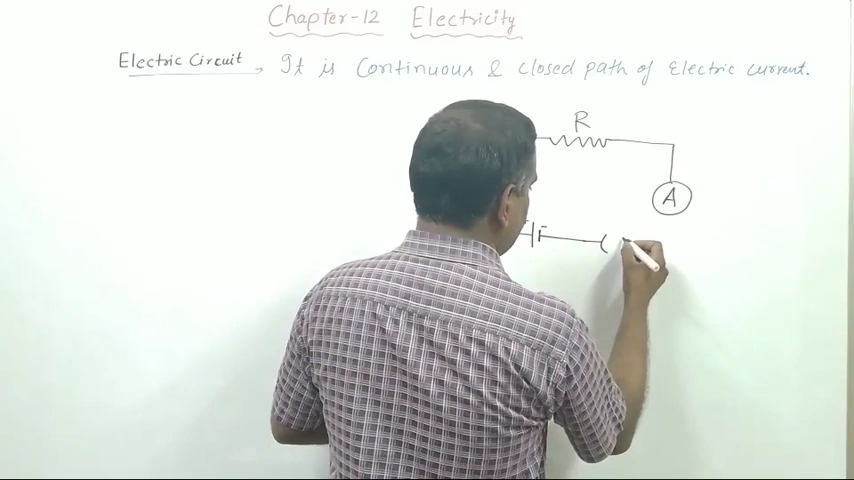 Chapter-12 Electricity
Electric Circuit → It is Continuous & closed path of Electric current.
R
A